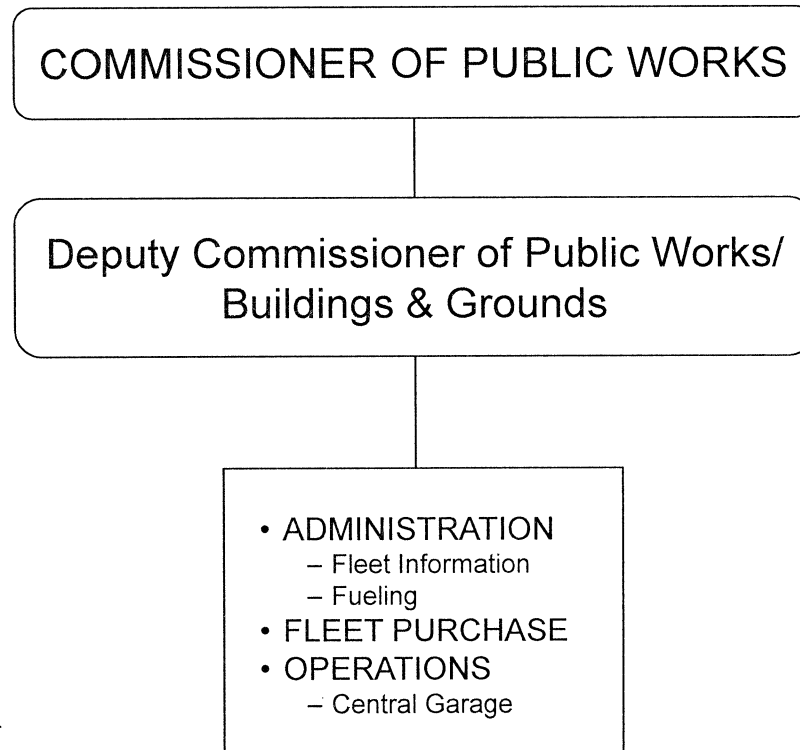 COMMISSIONER OF PUBLIC WORKS
Deputy Commissioner of Public Works/
Buildings & Grounds
• ADMINISTRATION
– Fleet Information
– Fueling
• FLEET PURCHASE
• OPERATIONS
– Central Garage